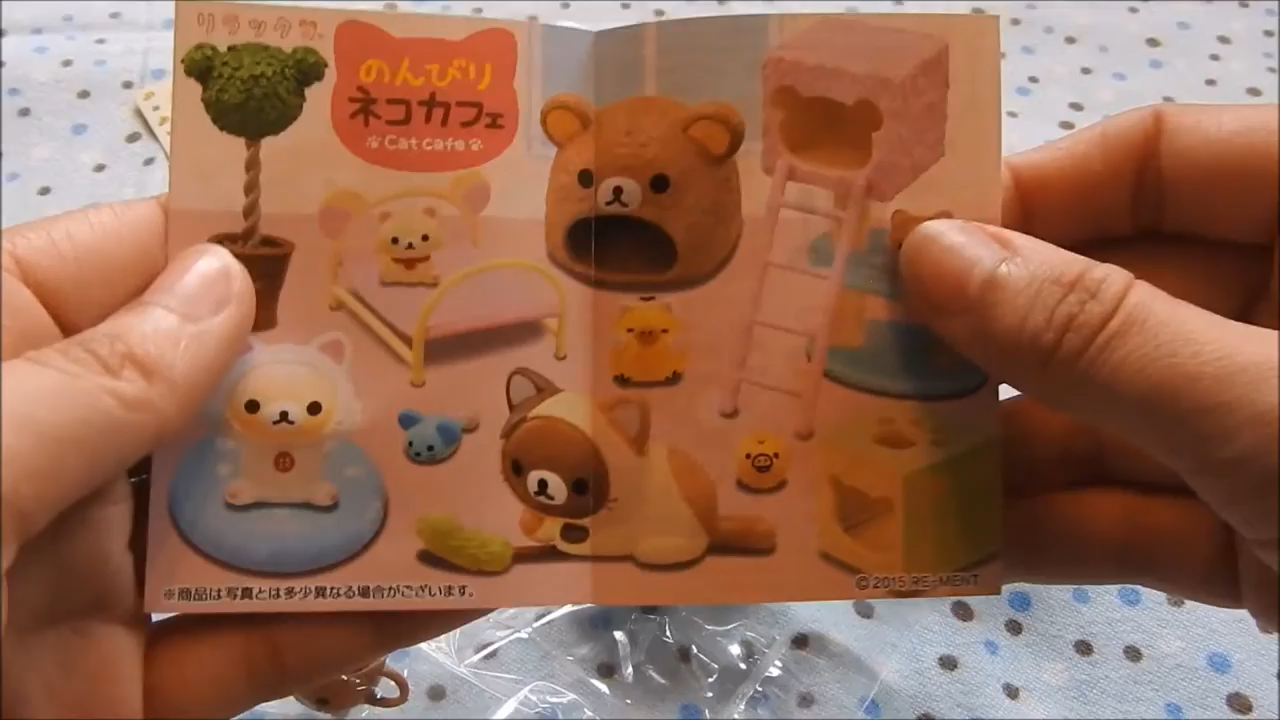 リラックマ
のんびり
ネコカフェ
Cat cafe
※商品は写真とは多少異なる場合がございます。
©2015 RE-MENT